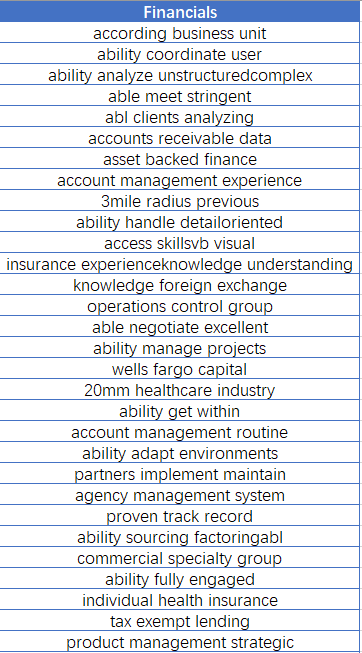 Financials
according business unit
ability coordinate user
ability analyze unstructuredcomplex
able meet stringent
abl clients analyzing
accounts receivable data
asset backed finance
account management experience
3mile radius previous
ability handle detailoriented
access skillsvb visual
insurance experienceknowledge understanding
knowledge foreign exchange
operations control group
able negotiate excellent
ability manage projects
wells fargo capital
20mm healthcare industry
ability get within
account management routine
ability adapt environments
partners implement maintain
agency management system
proven track record
ability sourcing factoringabl
commercial specialty group
ability fully engaged
individual health insurance
tax exempt lending
product management strategic